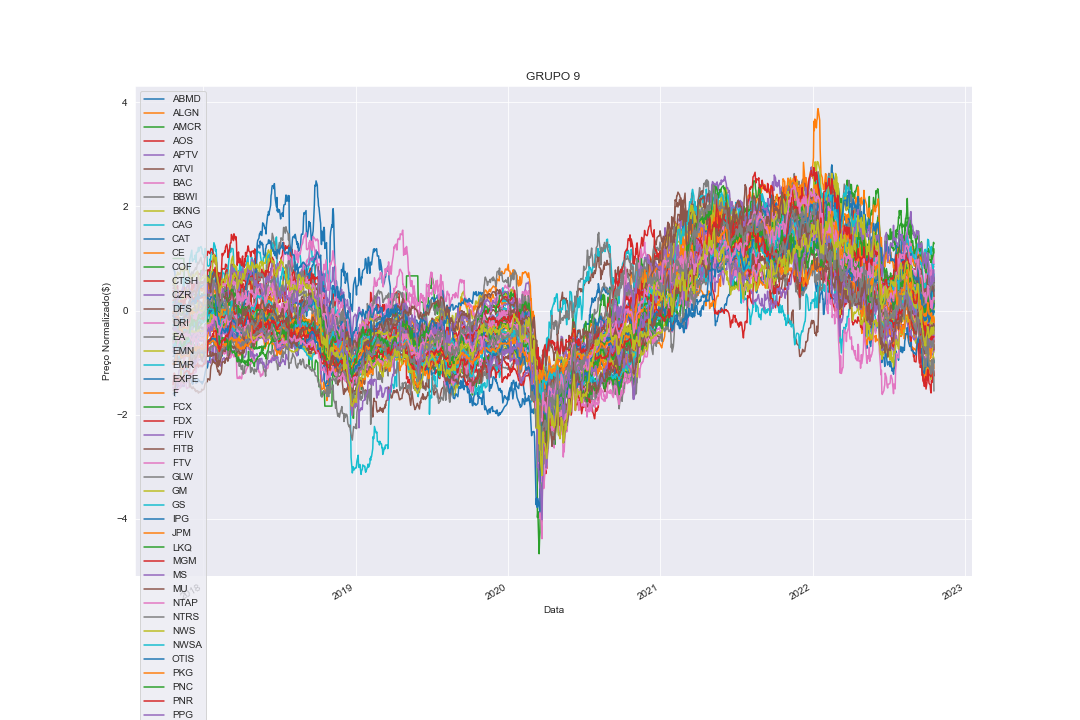 GRUPO 9
4
2
0
−2
−4
Preço Normalizado($)
ABMD
ALGN
AMCR
AOS
APTV
ATVI
BAC
BBWI
BKNG
CAG
CAT
CE
COF
CTSH
CZR
DFS
DRI
EA
EMN
EMR
EXPE
F
FCX
FDX
FFIV
FITB
FTV
GLW
GM
GS
IPG
JPM
LKQ
MGM
MS
MU
NTAP
NTRS
NWS
NWSA
OTIS
PKG
PNC
PNR
PPG
2018
2019
2020
2021
2022
2023
Data